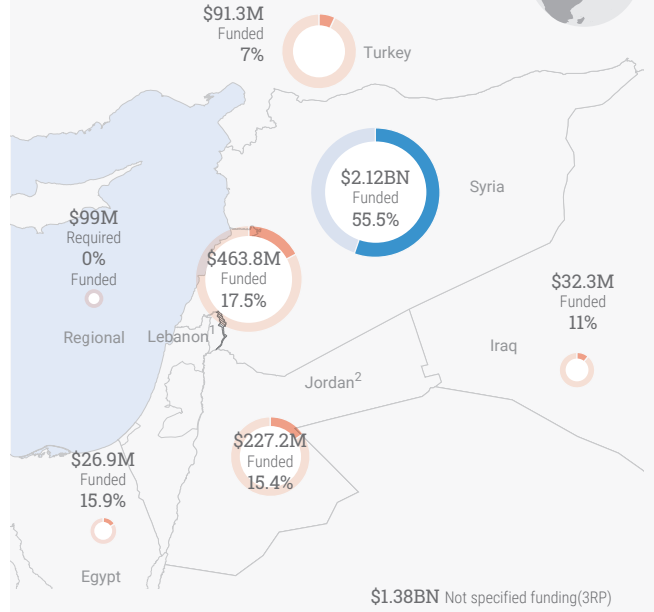 $91.3M
Funded
7%
Turkey
$2.12BN
Funded
55.5%
Syria
$99M
Required
0%
Funded
Regional
$463.8M
Funded
17.5%
Lebanon1
$32.3M
Funded
11%
Iraq
Jordan2
$227.2M
Funded
15.4%
$26.9M
Funded
15.9%
Egypt
$1.38BN Not specified funding(3RP)